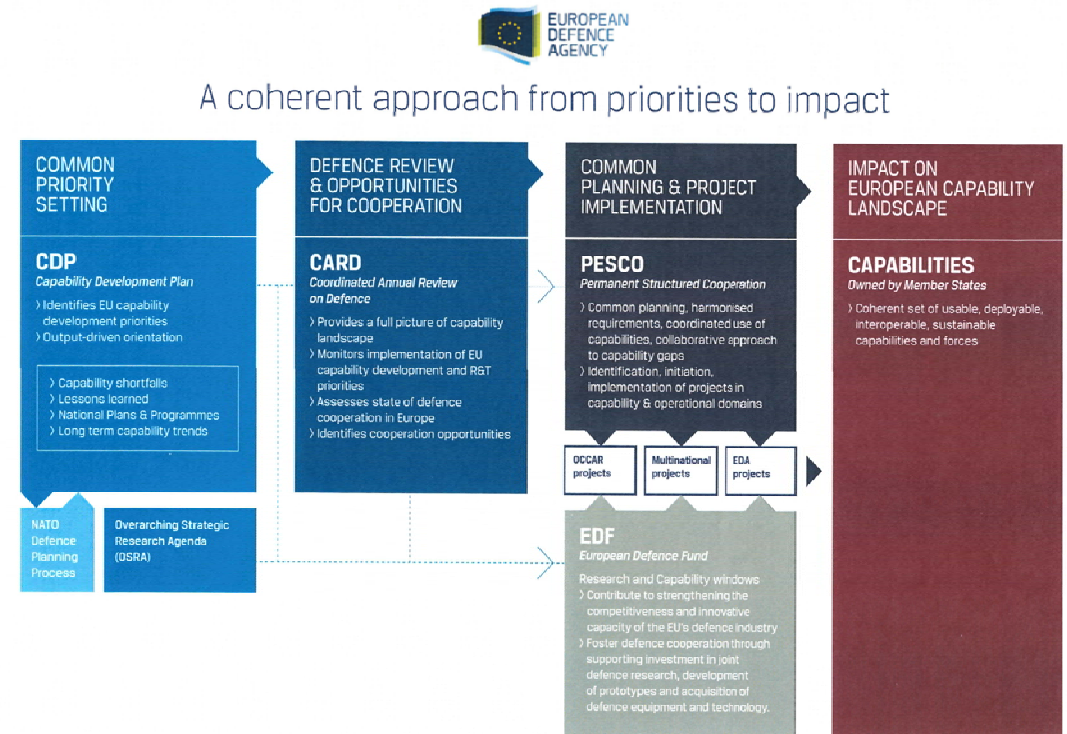 EUROPEAN
DEFENCE
AGENCY
A coherent approach from priorities to impact
COMMON
PRIORITY
SETTING
CDP
Capability Development Plan
Identifies EU capability
development priorities
Output-driven orientation
Capability shortfalls
Lessons learned
National Plans & Programmes
Long term capability trends
NATO
Defence
Planning
Process
Overarching Strategic
Research Agenda
(OSRA)
DEFENCE REVIEW
& OPPORTUNITIES
FOR COOPERATION
CARD
Coordinated Annual Review
on Defence
Provides a full picture of capability
landscape
Monitors implementation of EU
capability development and R&T
priorities
Assesses state of defence
cooperation in Europe
Identifies cooperation opportunities
COMMON
PLANNING & PROJECT
IMPLEMENTATION
PESCO
Permanent Structured Cooperation
Common planning, harmonised
requirements, coordinated use of
capabilities, collaborative approach
to capability gaps
Identification, initiation,
implementation of projects in
capability & operational domains
OCCAR
projects
Multinational
projects
EDA
projects
EDF
European Defence Fund
Research and Capability windows
Contribute to strengthening the
competitiveness and innovative
capacity of the EU's defence industry
Foster defence cooperation through
supporting investment in joint
defence research, development
of prototypes and acquisition of
defence equipment and technology.
IMPACT ON
EUROPEAN CAPABILITY
LANDSCAPE
CAPABILITIES
Owned by Member States
Coherent set of usable, deployable,
interoperable, sustainable
capabilities and forces